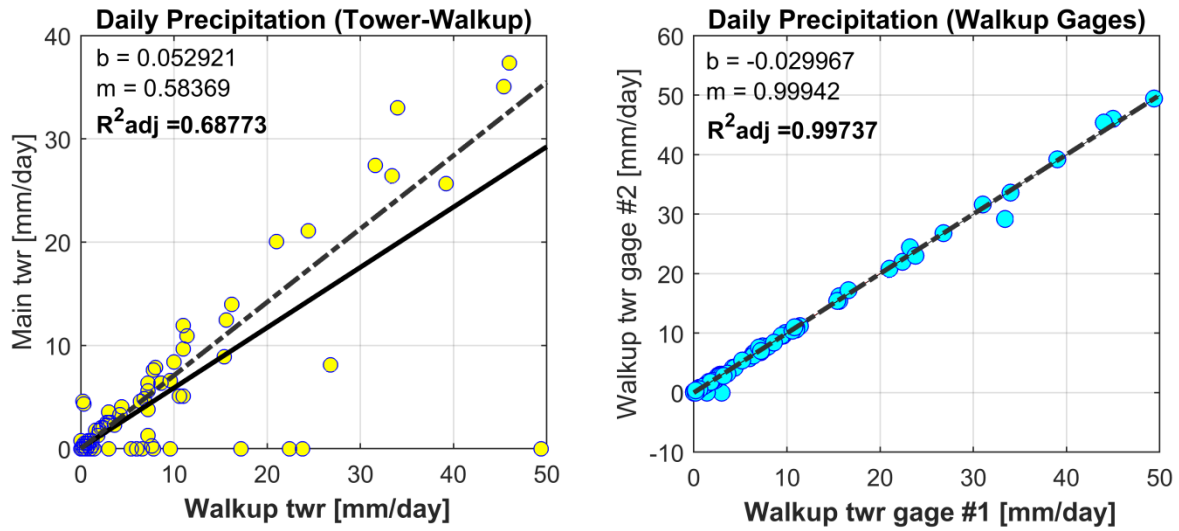 Daily Precipitation (Tower-Walkup)
b = 0.052921
m = 0.58369
R²adj =0.68773
Main twr [mm/day]
40
30
20
10
0
0 10 20 30 40 50
Walkup twr [mm/day]
Daily Precipitation (Walkup Gages)
b = -0.029967
m = 0.99942
R²adj =0.99737
Walkup twr gage #2 [mm/day]
60
50
40
30
20
10
0
-10
0 10 20 30 40 50
Walkup twr gage #1 [mm/day]